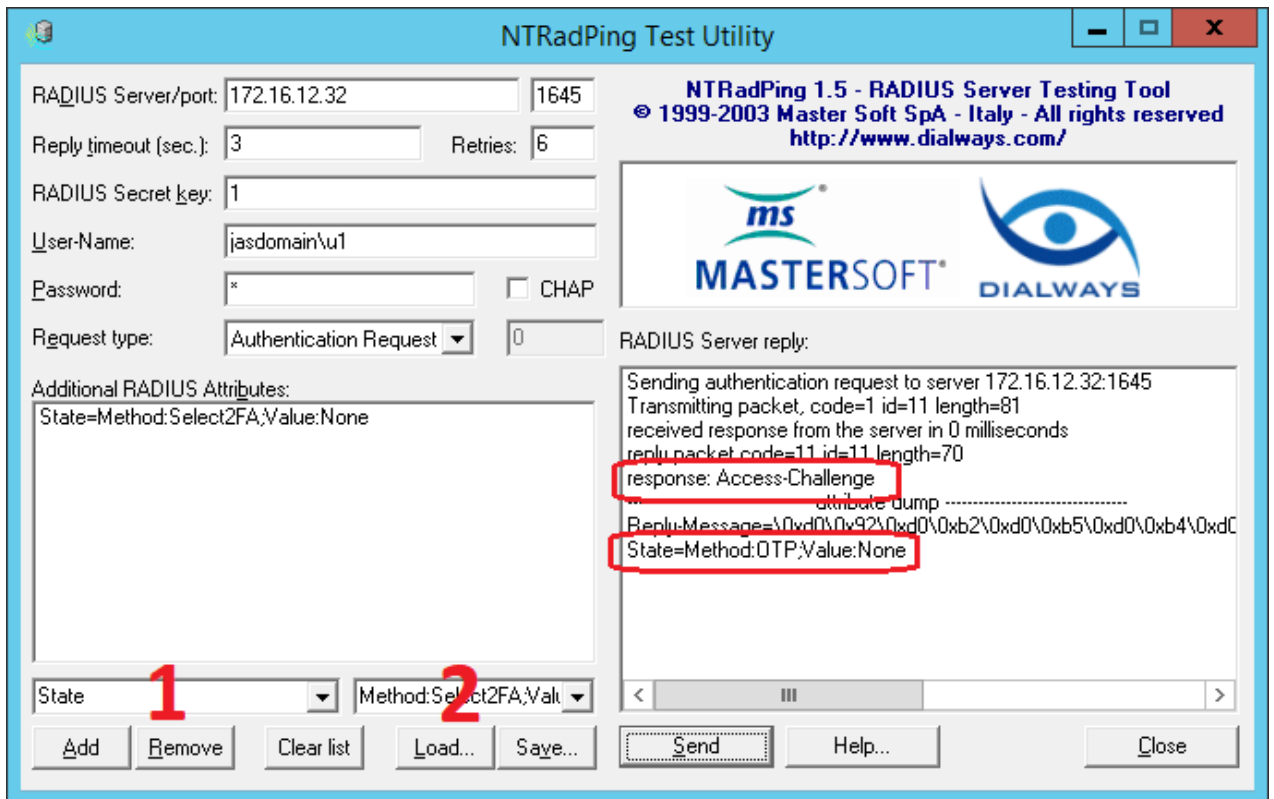 NTRadPing Test Utility
RADIUS Server/port: 172.16.12.32 1645
Reply timeout (sec.): 3 Retries: 6
RADIUS Secret key: 1
User-Name: jasdomain\u1
Password: * CHAP
Request type: Authentication Request 0
Additional RADIUS Attributes:
State=Method:Select2FA;Value:None
State 1 Method:Select2FA;Valu 2
Add Remove Clear list Load... Save...
NTRadPing 1.5 - RADIUS Server Testing Tool
© 1999-2003 Master Soft SpA - Italy - All rights reserved
http://www.dialways.com/
ms
MASTERSOFT DIALWAYS
RADIUS Server reply:
Sending authentication request to server 172.16.12.32:1645
Transmitting packet, code=1 id=11 length=81
received response from the server in 0 milliseconds
reply packet code=11 id=11 length=70
response: Access-Challenge
-------------------------------- attribute dump --------------------------------
Reply-Message=\0xd0\0x92\0xd0\0xb2\0xd0\0xb5\0xd0\0xb4\0xd0
State=Method:OTP;Value:None
Send Help... Close